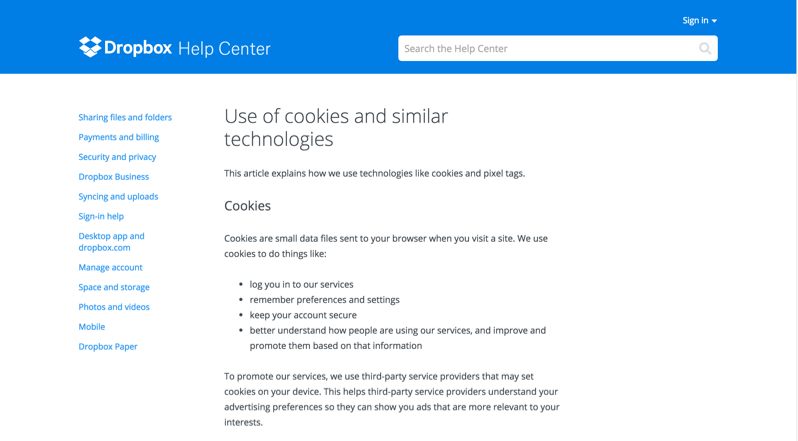 Sign in
Dropbox Help Center
Search the Help Center
Sharing files and folders
Payments and billing
Security and privacy
Dropbox Business
Syncing and uploads
Sign-in help
Desktop app and
dropbox.com
Manage account
Space and storage
Photos and videos
Mobile
Dropbox Paper
Use of cookies and similar
technologies
This article explains how we use technologies like cookies and pixel tags.
Cookies
Cookies are small data files sent to your browser when you visit a site. We use
cookies to do things like:
• log you in to our services
• remember preferences and settings
• keep your account secure
• better understand how people are using our services, and improve and
promote them based on that information
To promote our services, we use third-party service providers that may set
cookies on your device. This helps third-party service providers understand your
advertising preferences so they can show you ads that are more relevant to your
interests.